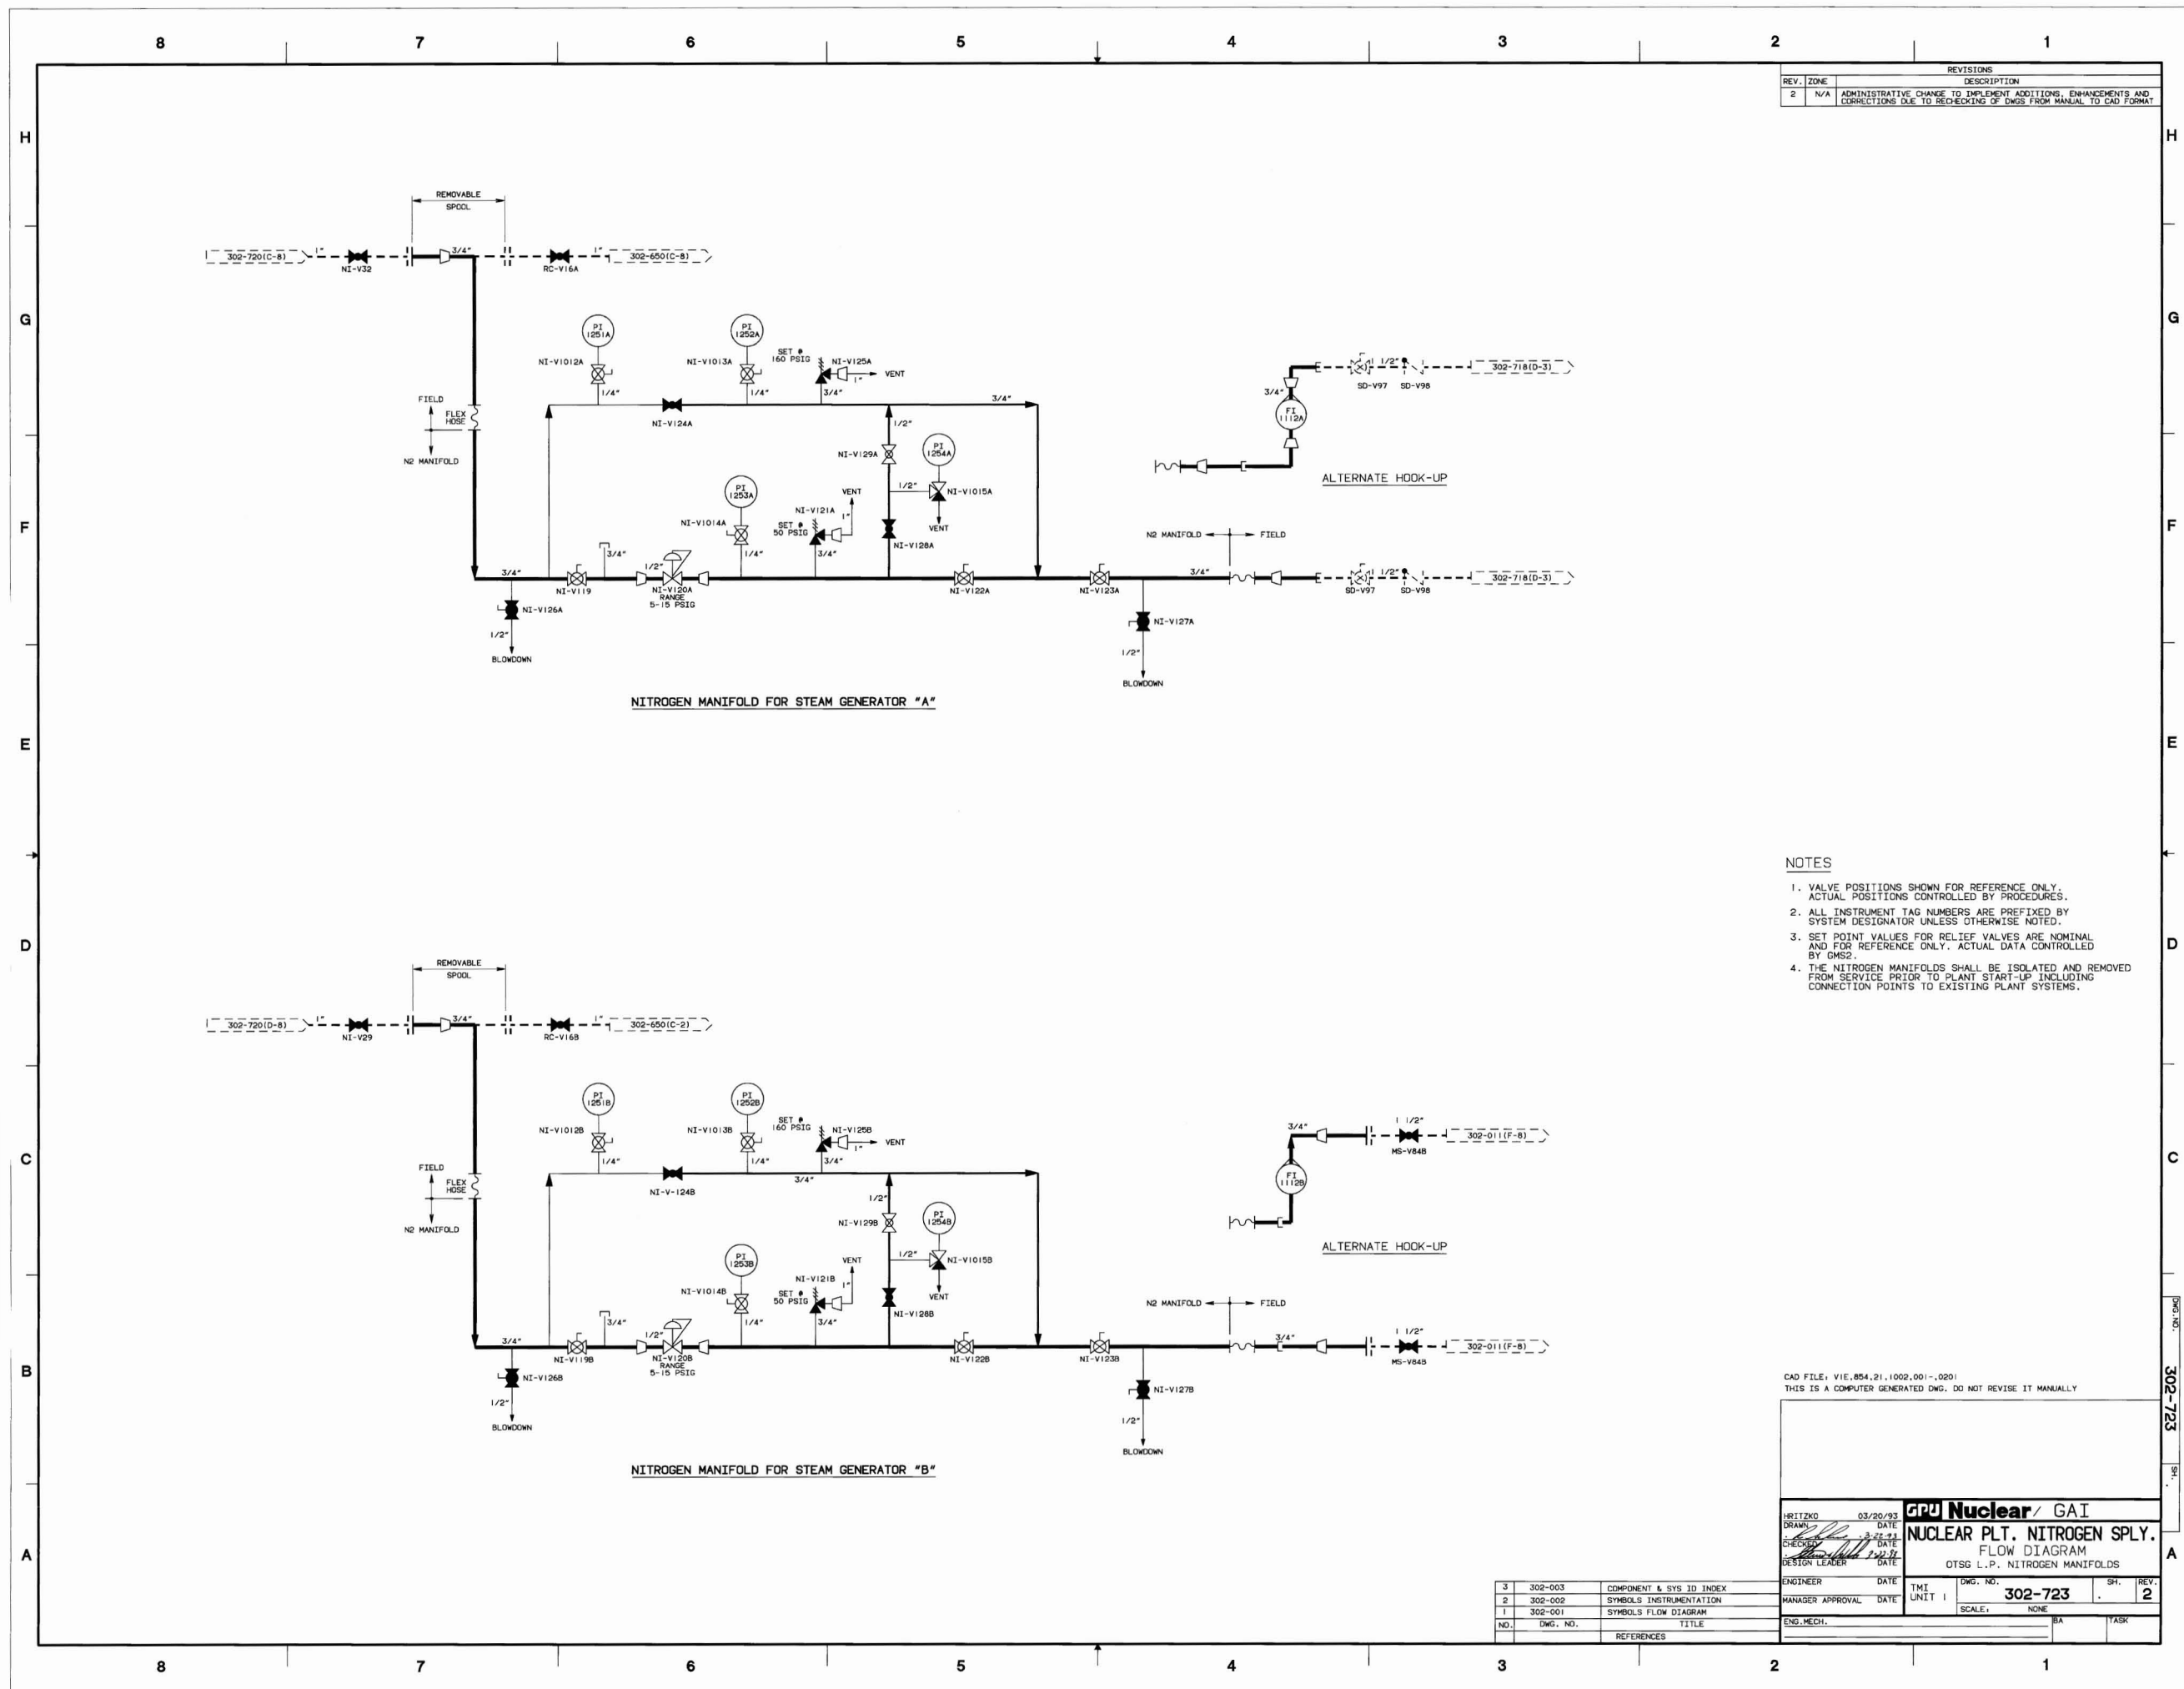 8 7 6 5 4 3 2 1
REVISIONS
REV. ZONE DESCRIPTION
2 N/A ADMINISTRATIVE CHANGE TO IMPLEMENT ADDITIONS, ENHANCEMENTS AND
CORRECTIONS DUE TO RECHECKING OF DWGS FROM MANUAL TO CAD FORMAT
H
H
REMOVABLE
SPOOL
302-720(C-8)
1"
NI-V32
3/4"
RC-V16A
1"
302-650(C-8)
G
G
PI
1251A
NI-V1012A
1/4"
PI
1252A
NI-V1013A
1/4"
SET @
160 PSIG
NI-V125A
1"
VENT
3/4"
NI-V124A
3/4"
FIELD
FLEX
HOSE
N2 MANIFOLD
1/2"
NI-V129A
PI
1254A
1/2"
NI-V1015A
VENT
NI-V128A
PI
1253A
NI-V1014A
1/4"
NI-V121A
SET @
50 PSIG
VENT
1"
3/4"
3/4"
FI
1112A
1 1/2"
SD-V97
SD-V98
302-718(D-3)
ALTERNATE HOOK-UP
F
F
3/4"
NI-V119
3/4"
1/2"
NI-V120A
RANGE
5-15 PSIG
NI-V122A
NI-V123A
N2 MANIFOLD
FIELD
3/4"
1 1/2"
SD-V97
SD-V98
302-718(D-3)
NI-V126A
1/2"
BLOWDOWN
NI-V127A
1/2"
BLOWDOWN
NITROGEN MANIFOLD FOR STEAM GENERATOR "A"
E
E
NOTES
1. VALVE POSITIONS SHOWN FOR REFERENCE ONLY.
ACTUAL POSITIONS CONTROLLED BY PROCEDURES.
2. ALL INSTRUMENT TAG NUMBERS ARE PREFIXED BY
SYSTEM DESIGNATOR UNLESS OTHERWISE NOTED.
3. SET POINT VALUES FOR RELIEF VALVES ARE NOMINAL
AND FOR REFERENCE ONLY. ACTUAL DATA CONTROLLED
BY GMS2.
4. THE NITROGEN MANIFOLDS SHALL BE ISOLATED AND REMOVED
FROM SERVICE PRIOR TO PLANT START-UP INCLUDING
CONNECTION POINTS TO EXISTING PLANT SYSTEMS.
D
D
REMOVABLE
SPOOL
302-720(D-8)
1"
NI-V29
3/4"
RC-V16B
1"
302-650(C-2)
PI
1251B
NI-V1012B
1/4"
PI
1252B
NI-V1013B
1/4"
SET @
160 PSIG
NI-V125B
1"
VENT
3/4"
3/4"
NI-V-124B
C
C
FIELD
FLEX
HOSE
N2 MANIFOLD
1/2"
NI-V129B
PI
1254B
1/2"
NI-V1015B
VENT
NI-V128B
PI
1253B
NI-V1014B
1/4"
NI-V121B
SET @
50 PSIG
VENT
1"
3/4"
3/4"
FI
1112B
1 1/2"
MS-V84B
302-011(F-8)
ALTERNATE HOOK-UP
3/4"
NI-V119B
3/4"
1/2"
NI-V120B
RANGE
5-15 PSIG
NI-V122B
NI-V123B
N2 MANIFOLD
FIELD
3/4"
1 1/2"
MS-V84B
302-011(F-8)
B
B
NI-V126B
1/2"
BLOWDOWN
NI-V127B
1/2"
BLOWDOWN
NITROGEN MANIFOLD FOR STEAM GENERATOR "B"
CAD FILE: V1E,854,21,1002,001-,0201
THIS IS A COMPUTER GENERATED DWG. DO NOT REVISE IT MANUALLY
DWG. NO. 302-723 SH. .
A
A
HRITZKO 03/20/93
DRAWN DATE
3-22-93
CHECKED DATE
DESIGN LEADER DATE
ENGINEER DATE
MANAGER APPROVAL DATE
ENG.MECH.
GPU Nuclear/ GAI
NUCLEAR PLT. NITROGEN SPLY.
FLOW DIAGRAM
OTSG L.P. NITROGEN MANIFOLDS
TMI
UNIT 1
DWG. NO.
302-723
SH.
.
REV.
2
SCALE: NONE
BA TASK
3 302-003 COMPONENT & SYS ID INDEX
2 302-002 SYMBOLS INSTRUMENTATION
1 302-001 SYMBOLS FLOW DIAGRAM
NO. DWG. NO. TITLE
REFERENCES
8 7 6 5 4 3 2 1